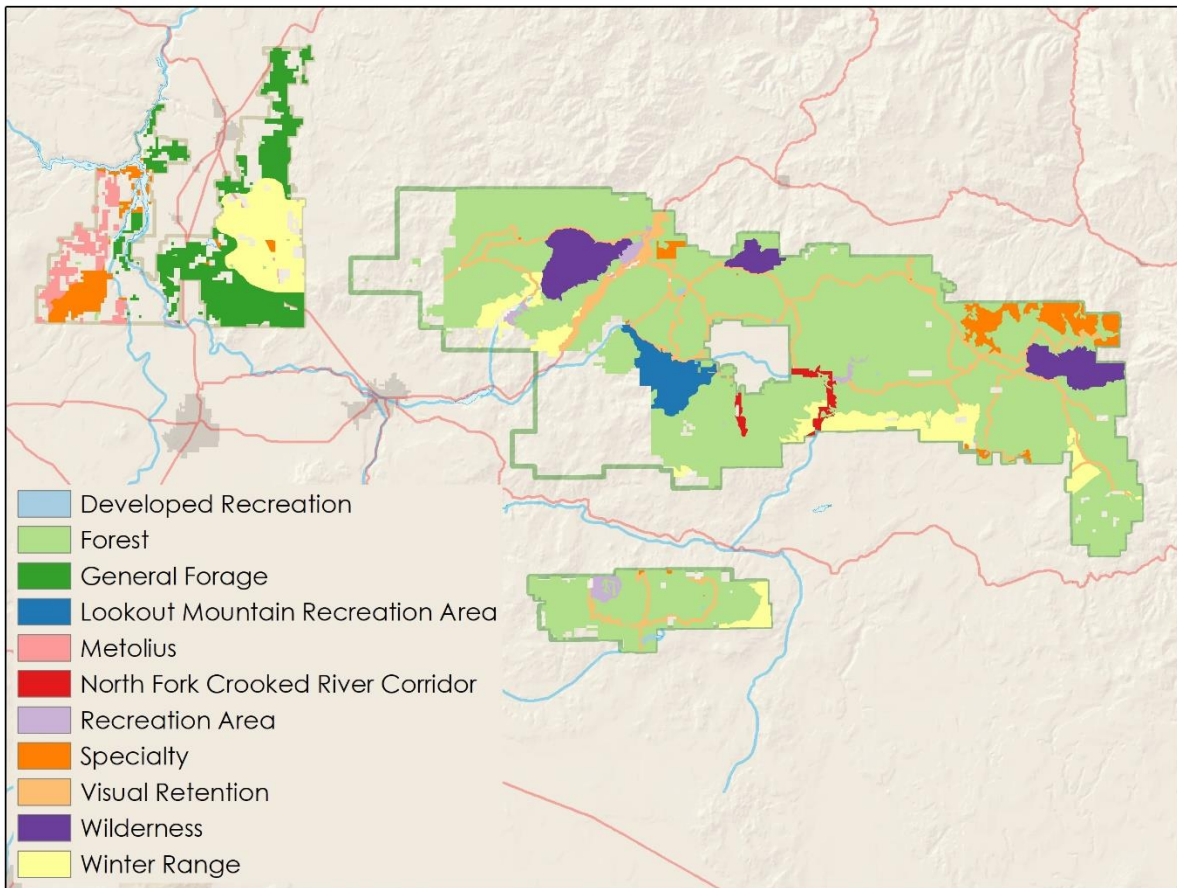 Developed Recreation
Forest
General Forage
Lookout Mountain Recreation Area
Metolius
North Fork Crooked River Corridor
Recreation Area
Specialty
Visual Retention
Wilderness
Winter Range